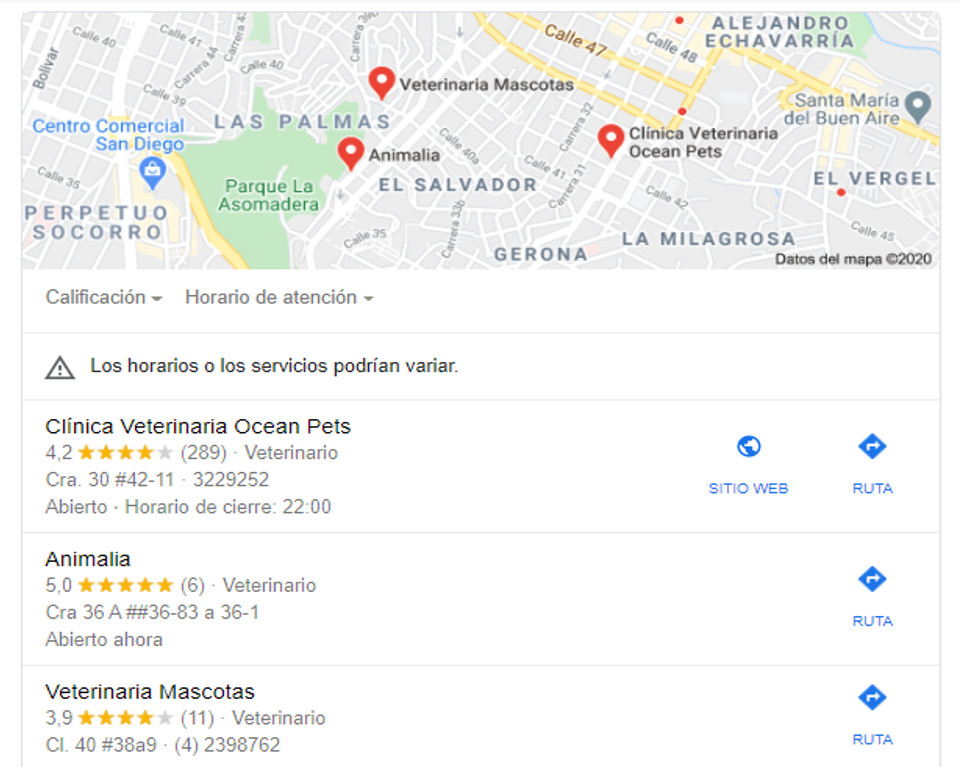 Calle 40
Calle 41
Carrera 44
Carrera 39
Calle 40
Bolívar
Calle 39
Calle 47
Calle 48
ALEJANDRO
ECHAVARRÍA
Veterinaria Mascotas
Santa María
del Buen Aire
Centro Comercial
San Diego
LAS PALMAS
Carrera 32
Clínica Veterinaria
Ocean Pets
Animalia
Calle 40a
Calle 41
Carrera 31
Calle 35
Parque La
Asomadera
EL SALVADOR
Calle 42
EL VERGEL
PERPETUO
SOCORRO
Calle 35
Carrera 33b
GERONA
LA MILAGROSA
Calle 45
Datos del mapa ©2020
Calificación
Horario de atención
Los horarios o los servicios podrían variar.
Clínica Veterinaria Ocean Pets
4,2 (289) · Veterinario
Cra. 30 #42-11 · 3229252
Abierto · Horario de cierre: 22:00
SITIO WEB
RUTA
Animalia
5,0 (6) · Veterinario
Cra 36 A ##36-83 a 36-1
Abierto ahora
RUTA
Veterinaria Mascotas
3,9 (11) · Veterinario
Cl. 40 #38a9 · (4) 2398762
RUTA